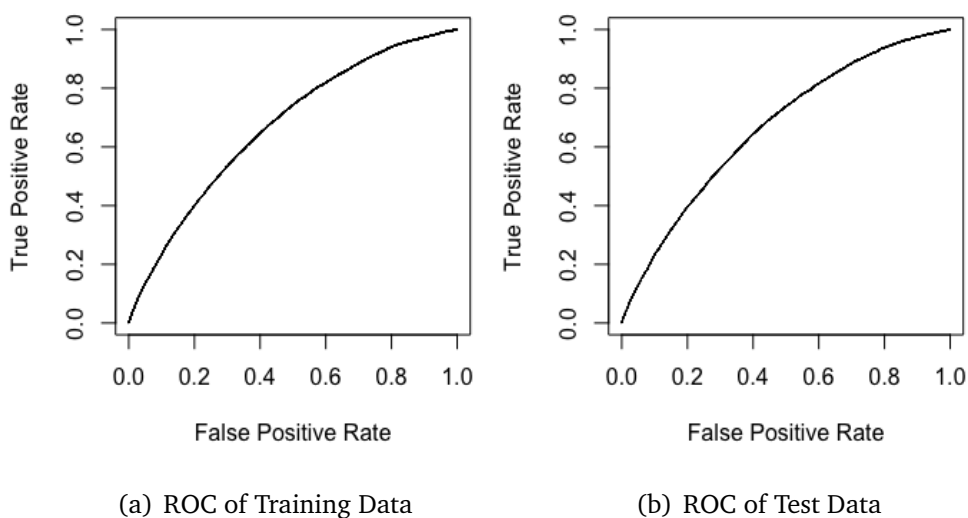 True Positive Rate
1.0
0.8
0.6
0.4
0.2
0.0
0.0 0.2 0.4 0.6 0.8 1.0
False Positive Rate
(a) ROC of Training Data
True Positive Rate
1.0
0.8
0.6
0.4
0.2
0.0
0.0 0.2 0.4 0.6 0.8 1.0
False Positive Rate
(b) ROC of Test Data